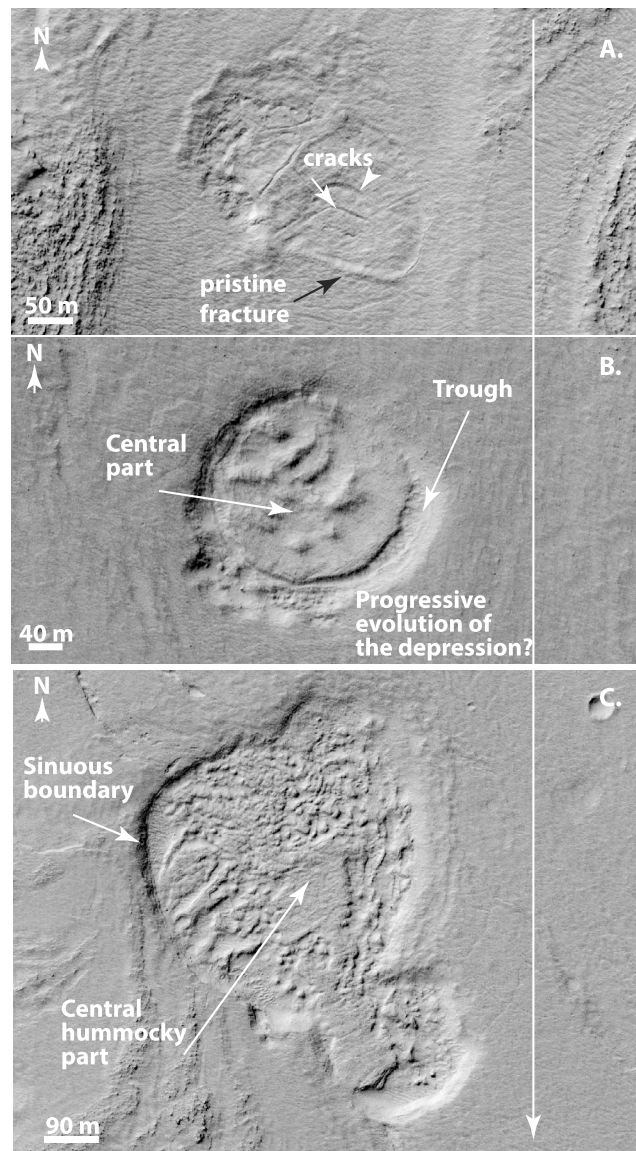 N
A.
cracks
pristine
fracture
50 m
N
B.
Trough
Central
part
Progressive
evolution of
the depression?
40 m
N
C.
Sinuous
boundary
Central
hummocky
part
90 m